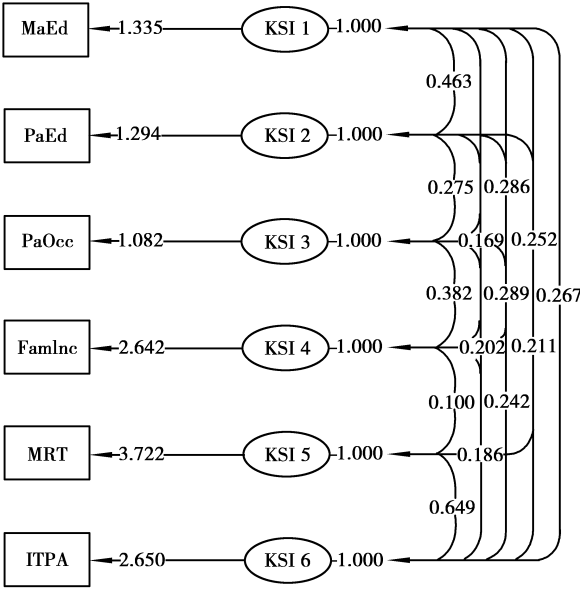 MaEd 1.335 KSI 1 1.000
0.463
PaEd 1.294 KSI 2 1.000
0.275 0.286
PaOcc 1.082 KSI 3 1.000 0.169 0.252
0.382 0.289 0.267
FamInc 2.642 KSI 4 1.000 0.202 0.211
0.100 0.242
MRT 3.722 KSI 5 1.000 0.186
0.649
ITPA 2.650 KSI 6 1.000